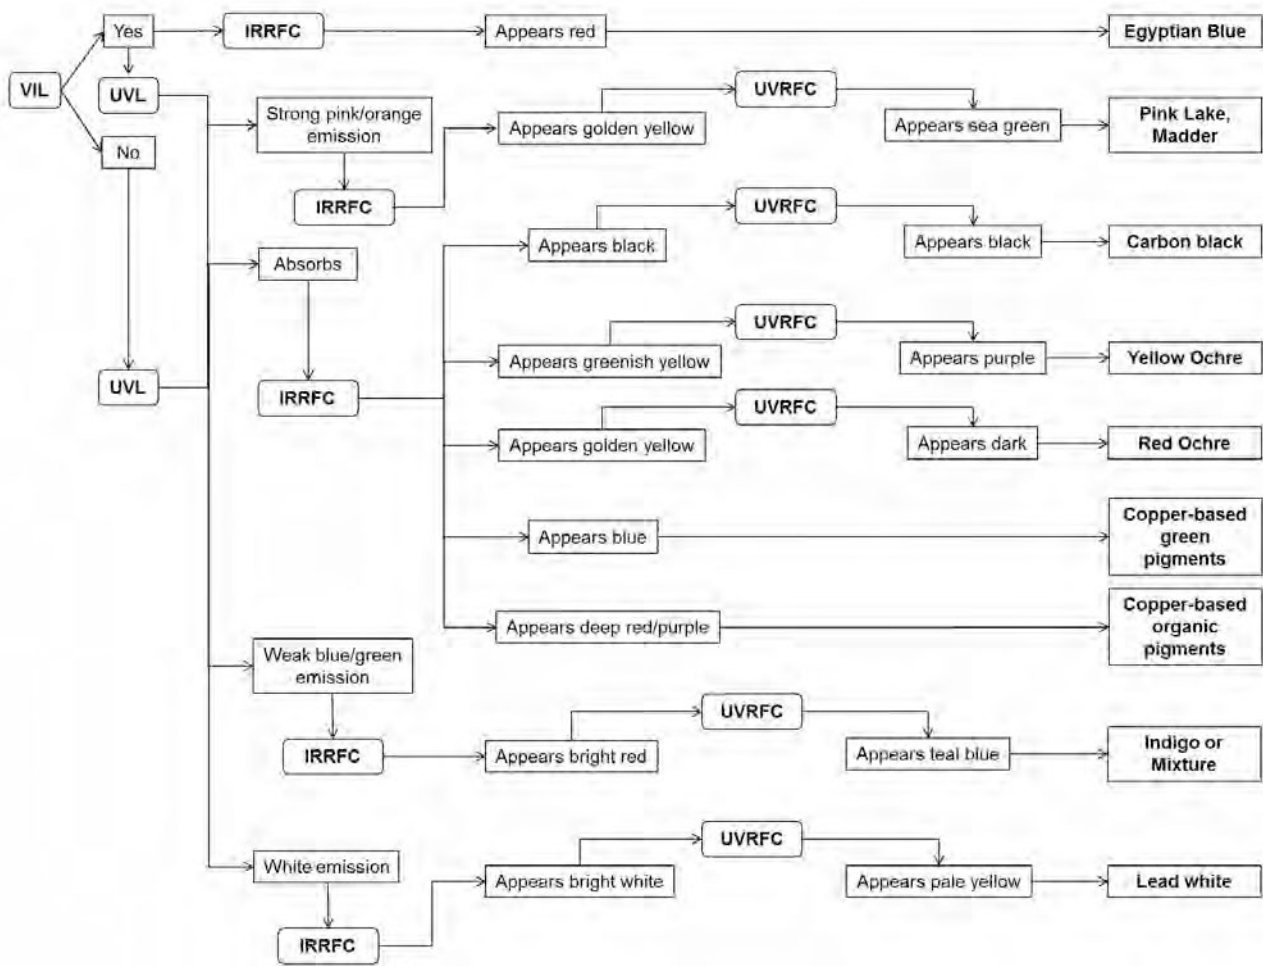 Yes
IRRFC
Appears red
Egyptian Blue
VIL
UVL
No
Strong pink/orange
emission
IRRFC
Appears golden yellow
UVRFC
Appears sea green
Pink Lake,
Madder
Absorbs
Appears black
UVRFC
Appears black
Carbon black
UVL
IRRFC
Appears greenish yellow
UVRFC
Appears purple
Yellow Ochre
Appears golden yellow
UVRFC
Appears dark
Red Ochre
Appears blue
Copper-based
green
pigments
Appears deep red/purple
Copper-based
organic
pigments
Weak blue/green
emission
IRRFC
Appears bright red
UVRFC
Appears teal blue
Indigo or
Mixture
White emission
IRRFC
Appears bright white
UVRFC
Appears pale yellow
Lead white